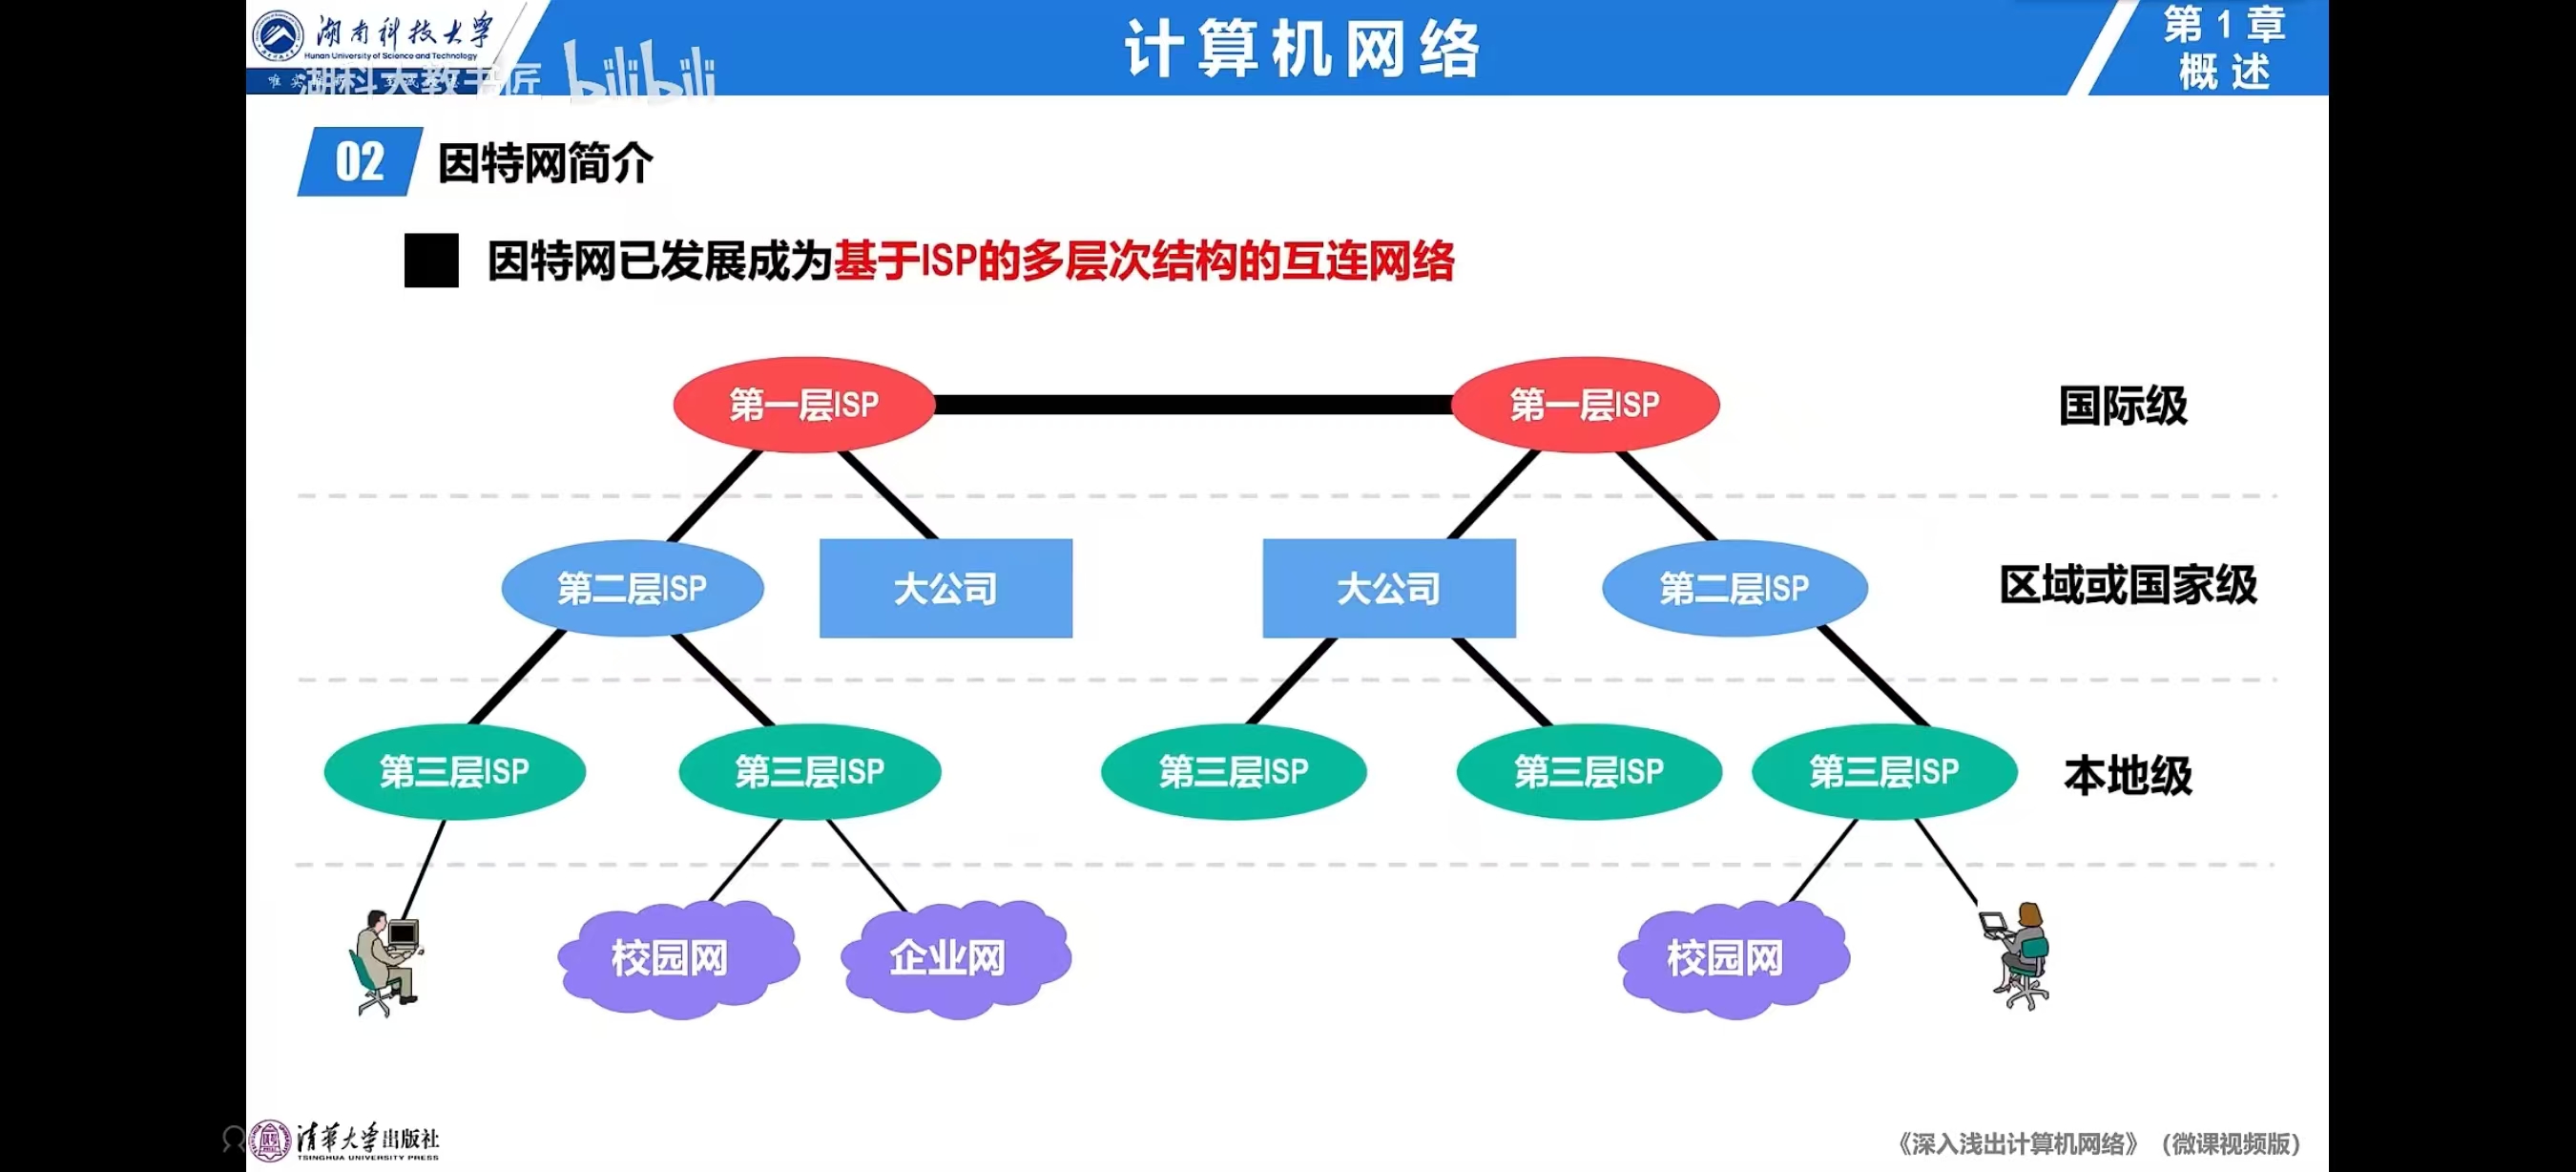 湖南科技大学
Hunan University of Science and Technology
湖科大教书匠 bilibili
计算机网络
第1章
概述
02 因特网简介
因特网已发展成为基于ISP的多层次结构的互连网络
第一层ISP 第一层ISP 国际级
第二层ISP 大公司 大公司 第二层ISP 区域或国家级
第三层ISP 第三层ISP 第三层ISP 第三层ISP 第三层ISP 本地级
校园网 企业网 校园网
清华大学出版社
TSINGHUA UNIVERSITY PRESS
《深入浅出计算机网络》（微课视频版）